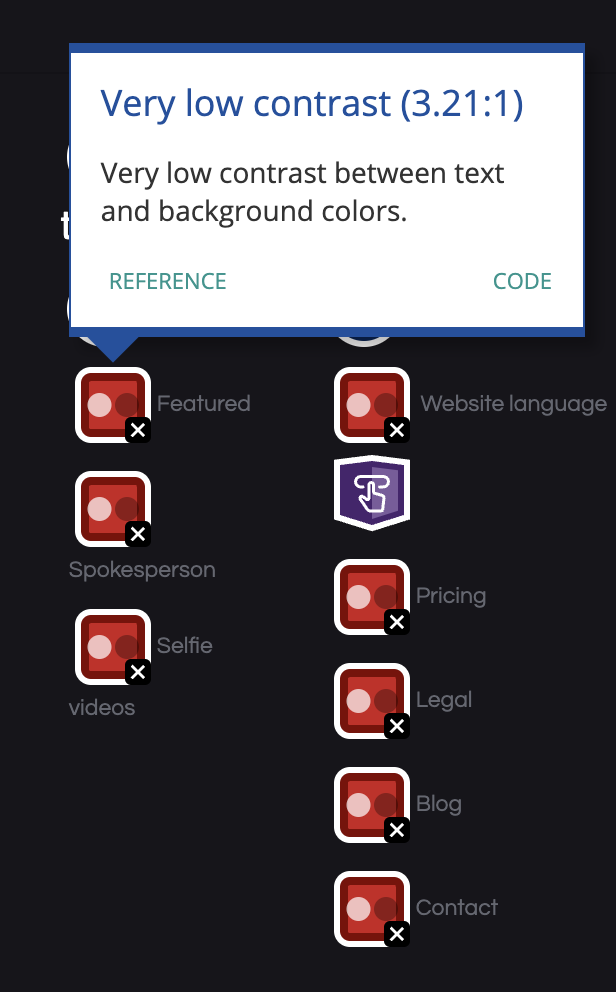 Very low contrast (3.21:1)
Very low contrast between text
and background colors.
REFERENCE
CODE
Featured
Spokesperson
Selfie
videos
Website language
Pricing
Legal
Blog
Contact